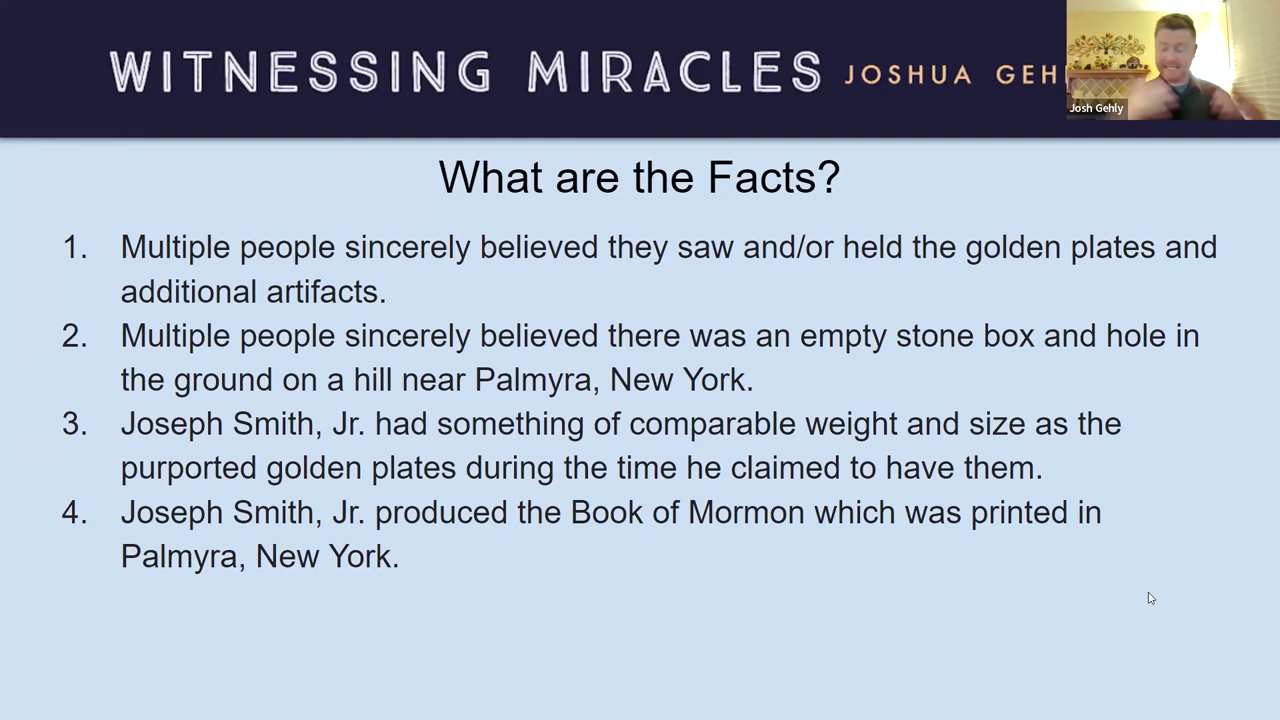 WITNESSING MIRACLES JOSHUA GEH
Josh Gehly
What are the Facts?
1. Multiple people sincerely believed they saw and/or held the golden plates and
additional artifacts.
2. Multiple people sincerely believed there was an empty stone box and hole in
the ground on a hill near Palmyra, New York.
3. Joseph Smith, Jr. had something of comparable weight and size as the
purported golden plates during the time he claimed to have them.
4. Joseph Smith, Jr. produced the Book of Mormon which was printed in
Palmyra, New York.